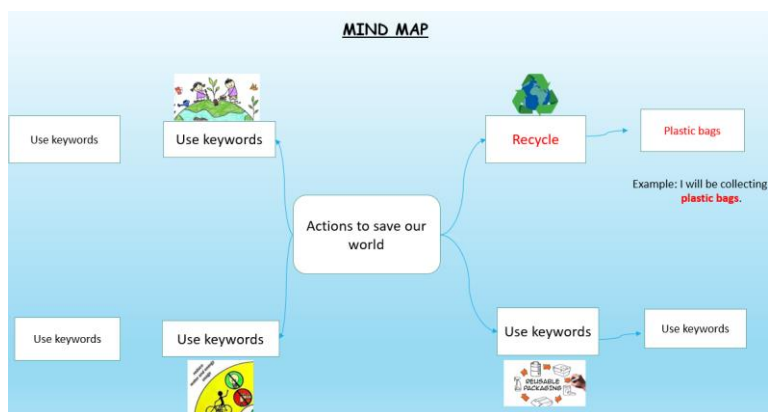 MIND MAP
Use keywords
Use keywords
Recycle
Plastic bags
Example: I will be collecting
plastic bags.
Actions to save our
world
Use keywords
Use keywords
Use keywords
Use keywords
REUSABLE
PACKAGING